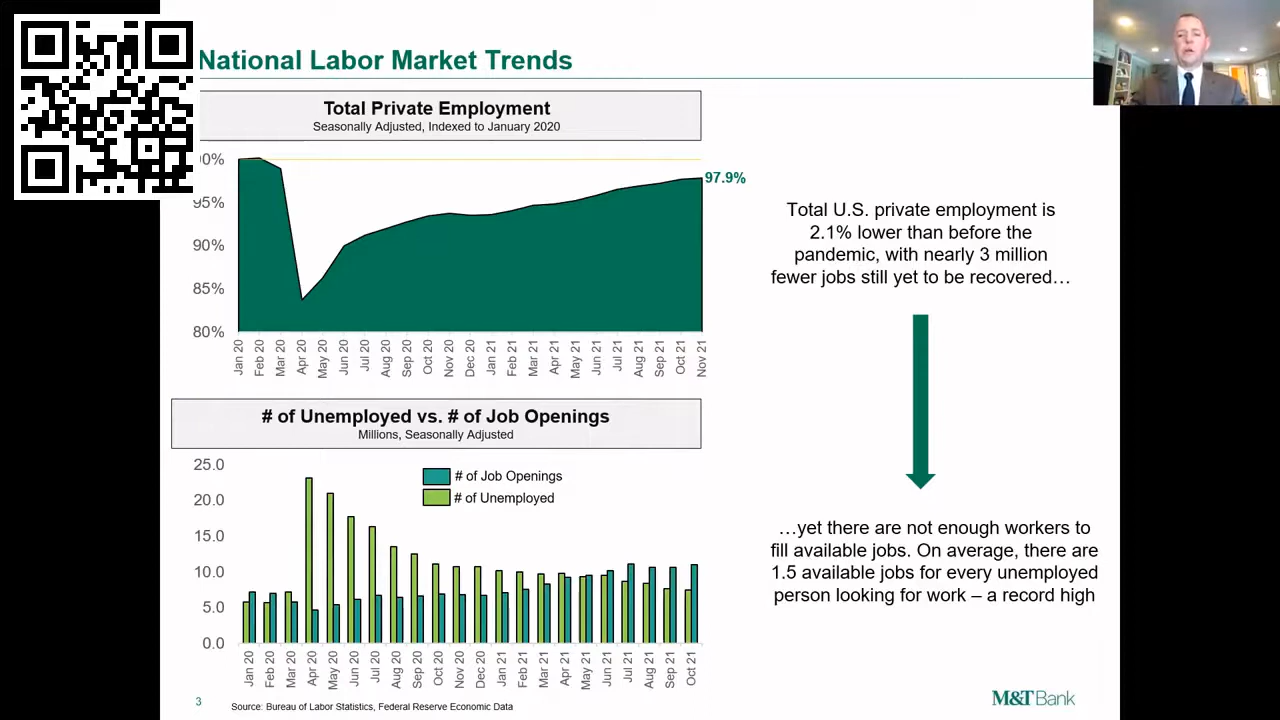 National Labor Market Trends
Total Private Employment
Seasonally Adjusted, Indexed to January 2020
00%
95%
90%
85%
80%
97.9%
Jan 20 Feb 20 Mar 20 Apr 20 May 20 Jun 20 Jul 20 Aug 20 Sep 20 Oct 20 Nov 20 Dec 20 Jan 21 Feb 21 Mar 21 Apr 21 May 21 Jun 21 Jul 21 Aug 21 Sep 21 Oct 21 Nov 21
Total U.S. private employment is
2.1% lower than before the
pandemic, with nearly 3 million
fewer jobs still yet to be recovered…
# of Unemployed vs. # of Job Openings
Millions, Seasonally Adjusted
25.0
20.0
15.0
10.0
5.0
0.0
# of Job Openings
# of Unemployed
Jan 20 Feb 20 Mar 20 Apr 20 May 20 Jun 20 Jul 20 Aug 20 Sep 20 Oct 20 Nov 20 Dec 20 Jan 21 Feb 21 Mar 21 Apr 21 May 21 Jun 21 Jul 21 Aug 21 Sep 21 Oct 21
…yet there are not enough workers to
fill available jobs. On average, there are
1.5 available jobs for every unemployed
person looking for work – a record high
3
Source: Bureau of Labor Statistics, Federal Reserve Economic Data
M&T Bank